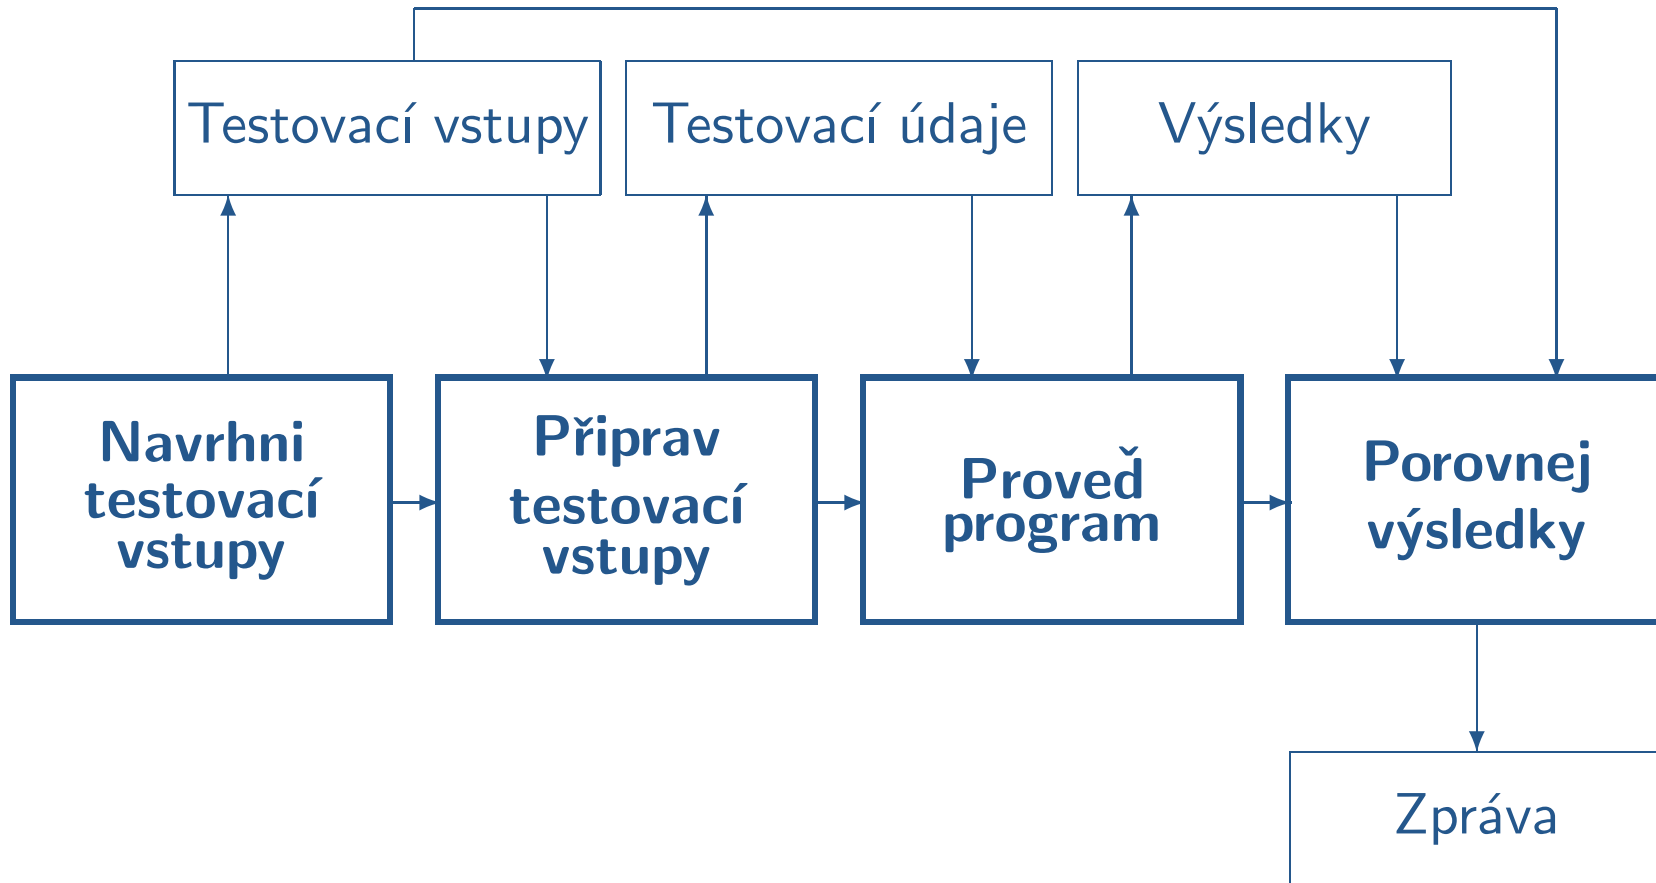 Testovací vstupy
Testovací údaje
Výsledky
Navrhni
testovací
vstupy
Připrav
testovací
vstupy
Proveď
program
Porovnej
výsledky
Zpráva